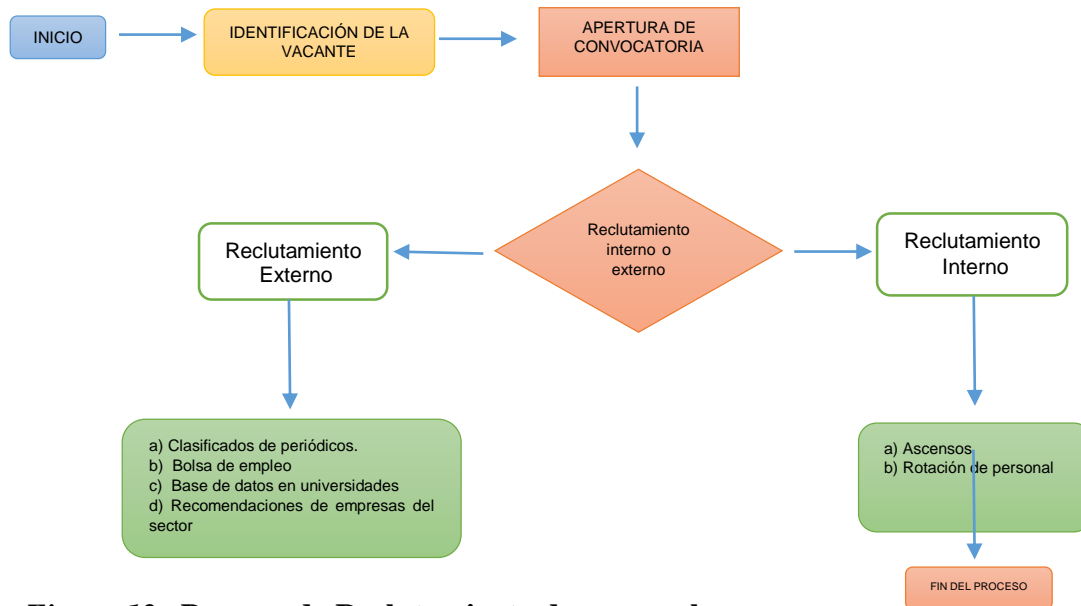 INICIO
IDENTIFICACIÓN DE LA
VACANTE
APERTURA DE
CONVOCATORIA
Reclutamiento
interno o
externo
Reclutamiento
Externo
Reclutamiento
Interno
a) Clasificados de periódicos.
b) Bolsa de empleo
c) Base de datos en universidades
d) Recomendaciones de empresas del
sector
a) Ascensos
b) Rotación de personal
FIN DEL PROCESO